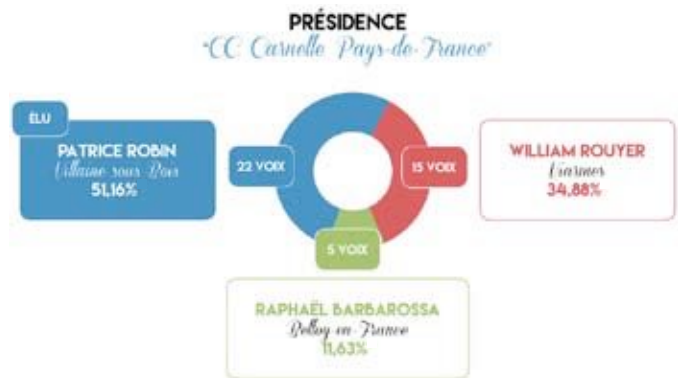 PRÉSIDENCE
"CC Carnelle Pays-de-France"
ÉLU
PATRICE ROBIN
Villaine sous Bois
51,16%
22 VOIX
15 VOIX
WILLIAM ROUYER
Viarmes
34,88%
5 VOIX
RAPHAËL BARBAROSSA
Belloy-en-France
11,63%